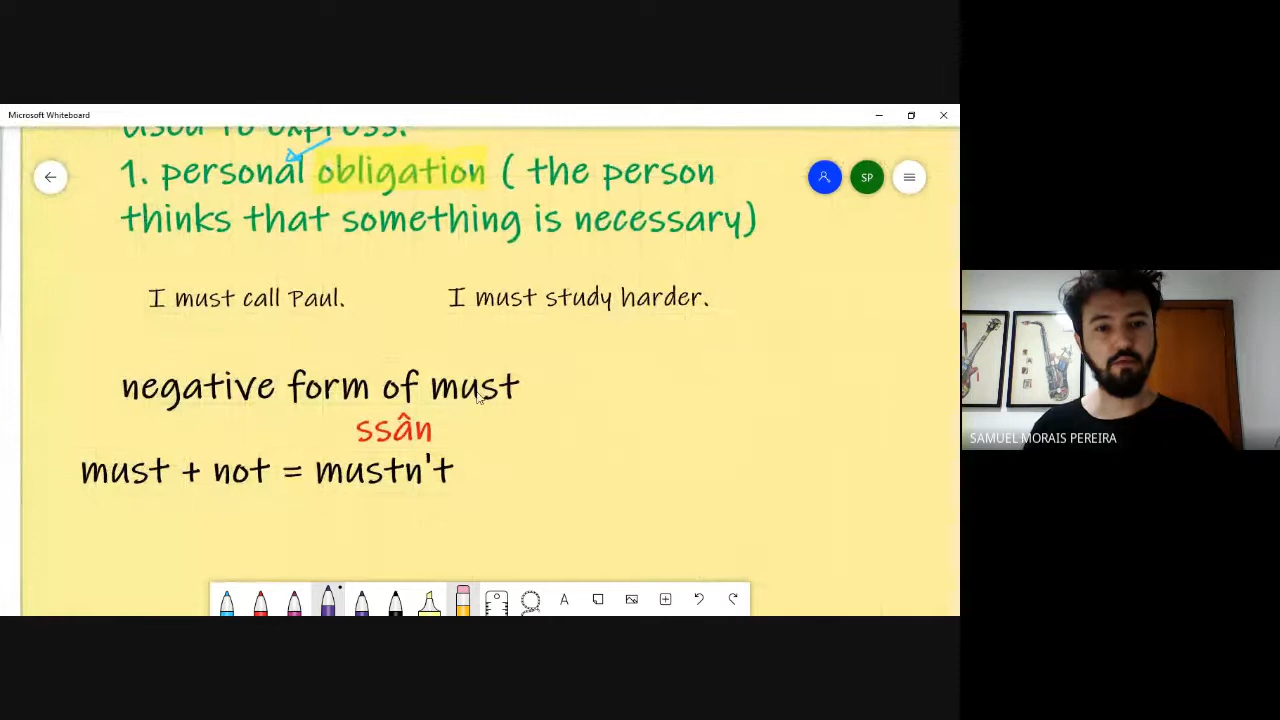 Microsoft Whiteboard
used to express:
1. personal obligation ( the person
SP
thinks that something is necessary)
I must call Paul. I must study harder.
negative form of must
ssân
must + not = mustn't
SAMUEL MORAIS PEREIRA
A